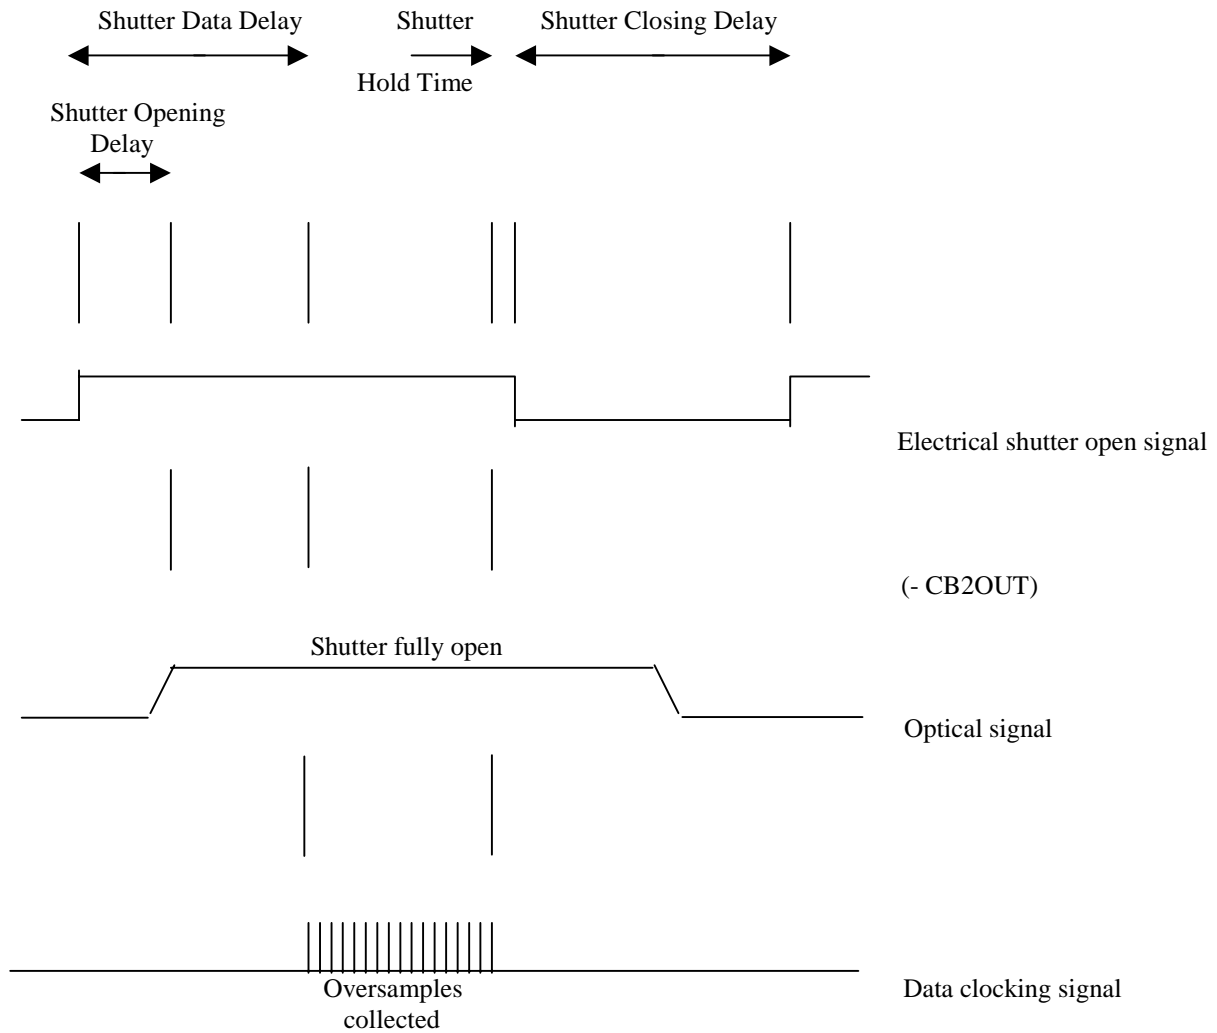 Shutter Data Delay
Shutter
Shutter Closing Delay
Hold Time
Shutter Opening
Delay
Electrical shutter open signal
(- CB2OUT)
Shutter fully open
Optical signal
Oversamples
collected
Data clocking signal